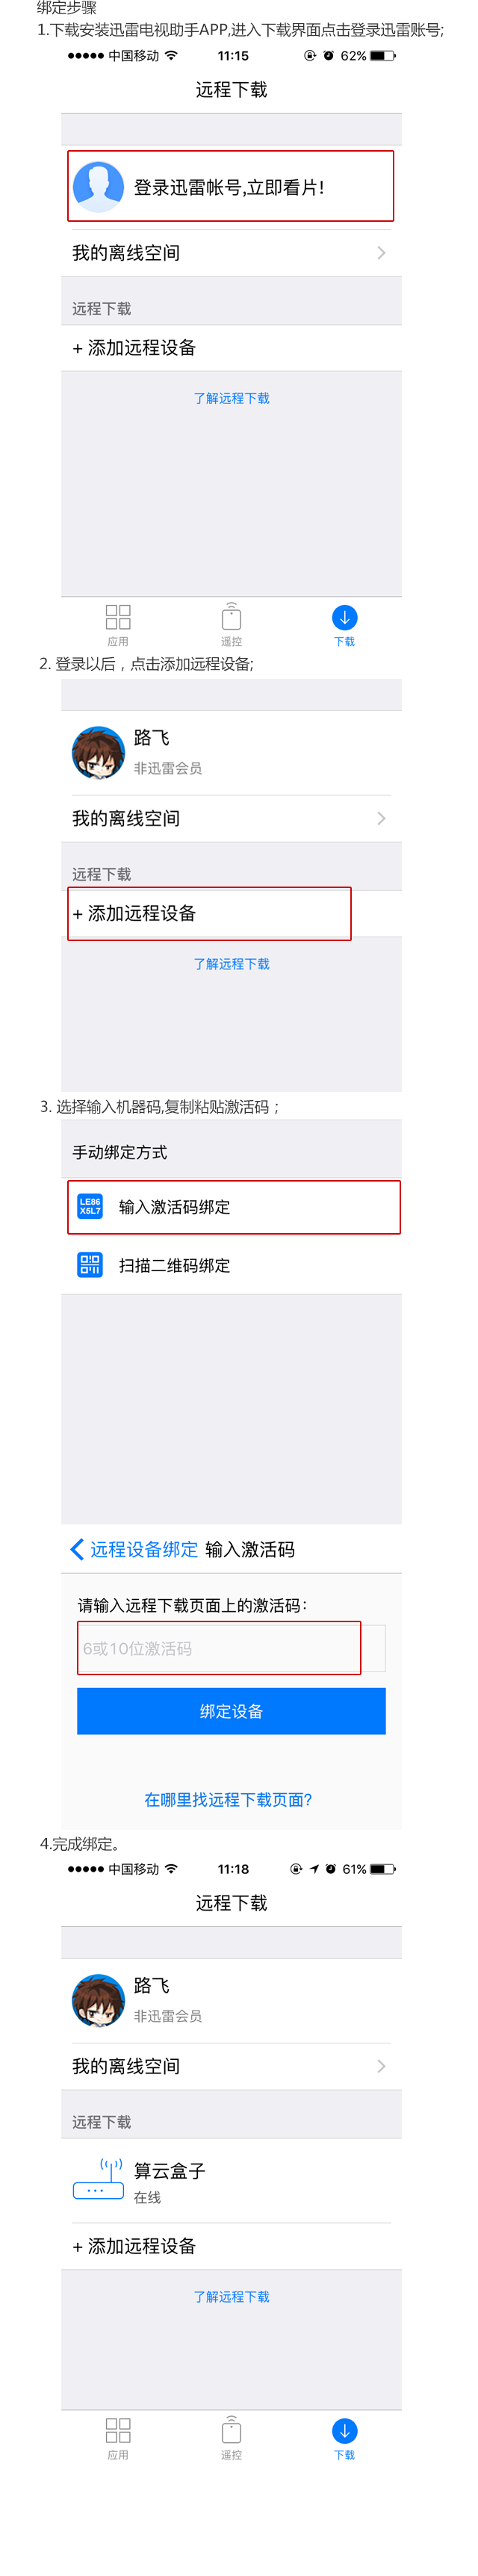 绑定步骤
1.下载安装迅雷电视助手APP,进入下载界面点击登录迅雷账号;
中国移动 11:15 62%
远程下载
登录迅雷帐号,立即看片!
我的离线空间
远程下载
+ 添加远程设备
了解远程下载
应用 遥控 下载
2. 登录以后，点击添加远程设备;
路飞
非迅雷会员
我的离线空间
远程下载
+ 添加远程设备
了解远程下载
3. 选择输入机器码,复制粘贴激活码；
手动绑定方式
LE86
X5L7 输入激活码绑定
扫描二维码绑定
远程设备绑定 输入激活码
请输入远程下载页面上的激活码：
6或10位激活码
绑定设备
在哪里找远程下载页面?
4.完成绑定。
中国移动 11:18 61%
远程下载
路飞
非迅雷会员
我的离线空间
远程下载
算云盒子
在线
+ 添加远程设备
了解远程下载
应用 遥控 下载